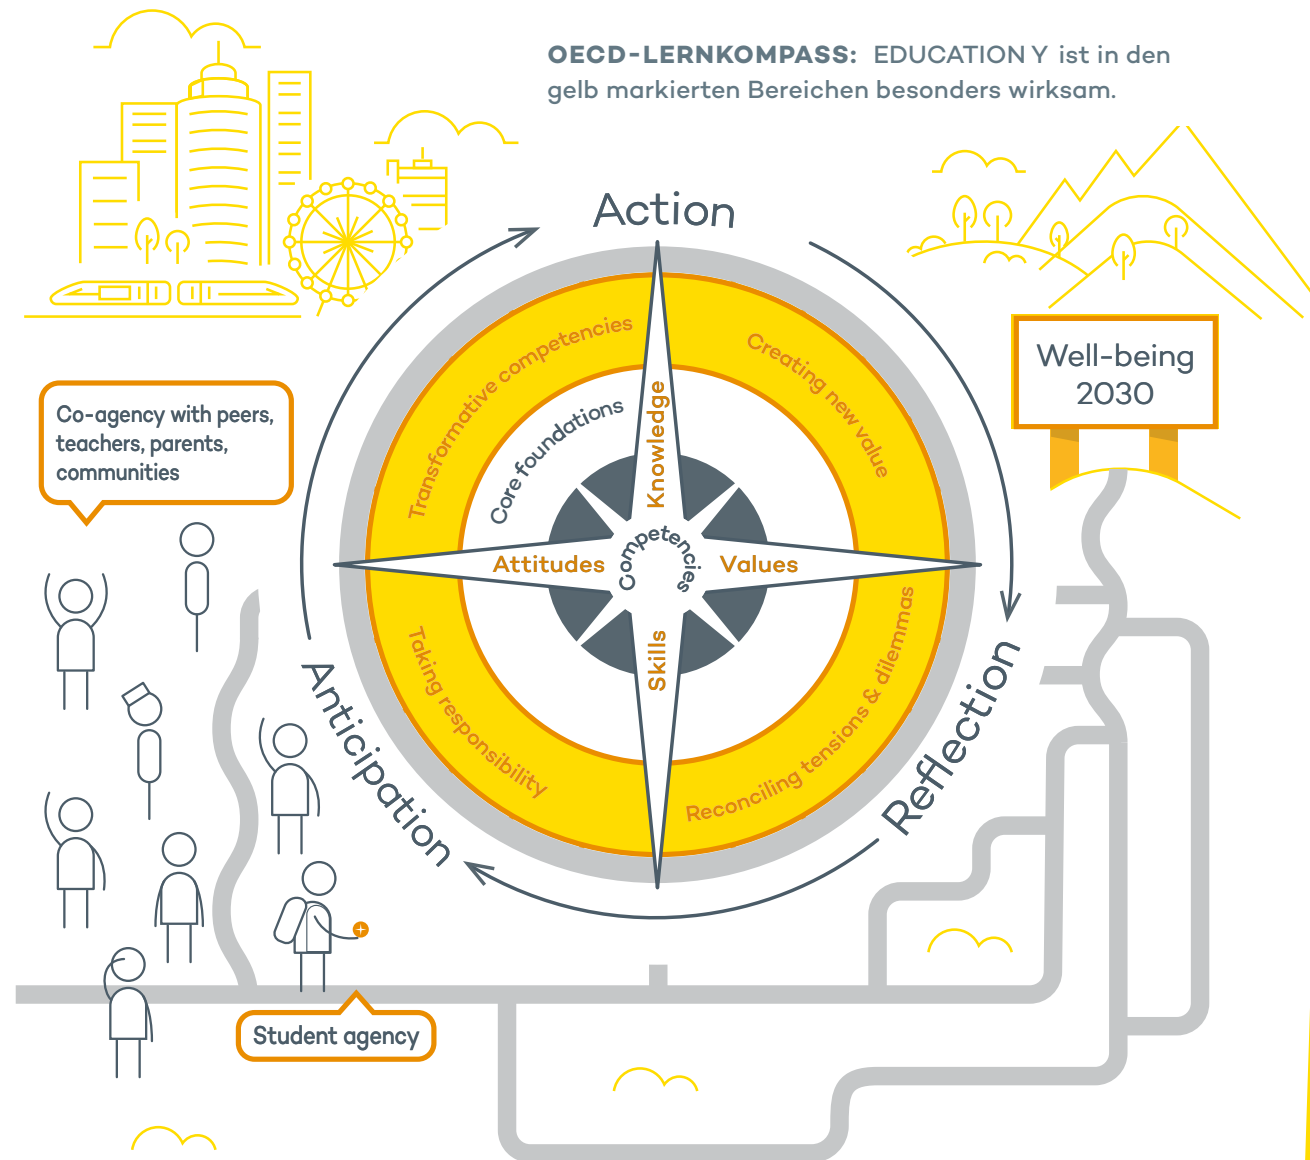 OECD-LERNKOMPASS: EDUCATION Y ist in den
gelb markierten Bereichen besonders wirksam.
Action
Transformative competencies
Creating new value
Core foundations
Knowledge
Well-being
2030
Co-agency with peers,
teachers, parents,
communities
Attitudes
Competencies
Values
Skills
Taking responsibility
Reconciling tensions & dilemmas
Anticipation
Reflection
Student agency